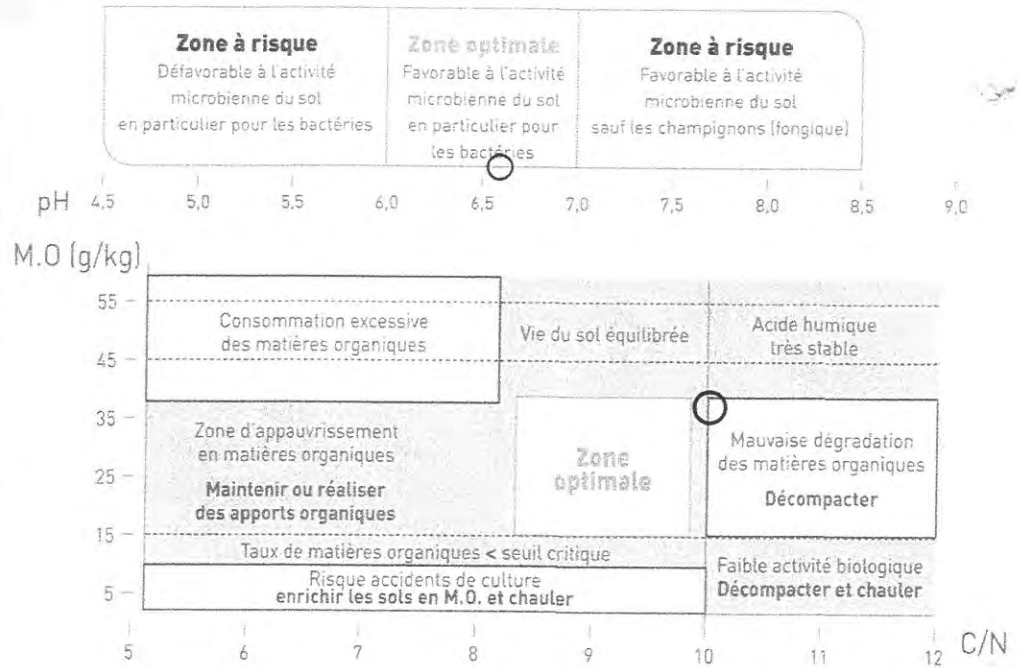 Zone à risque
Défavorable à l'activité
microbienne du sol
en particulier pour les bactéries
Zone optimale
Favorable à l'activité
microbienne du sol
en particulier pour
les bactéries
Zone à risque
Favorable à l'activité
microbienne du sol
sauf les champignons (fongique)
pH 4,5 5,0 5,5 6,0 6,5 7,0 7,5 8,0 8,5 9,0
M.O (g/kg)
55
45
35
25
15
5
Consommation excessive
des matières organiques
Vie du sol équilibrée
Acide humique
très stable
Zone d'appauvrissement
en matières organiques
Maintenir ou réaliser
des apports organiques
Zone
optimale
Mauvaise dégradation
des matières organiques
Décompacter
Taux de matières organiques < seuil critique
Risque accidents de culture
enrichir les sols en M.O. et chauler
Faible activité biologique
Décompacter et chauler
5 6 7 8 9 10 11 12 C/N